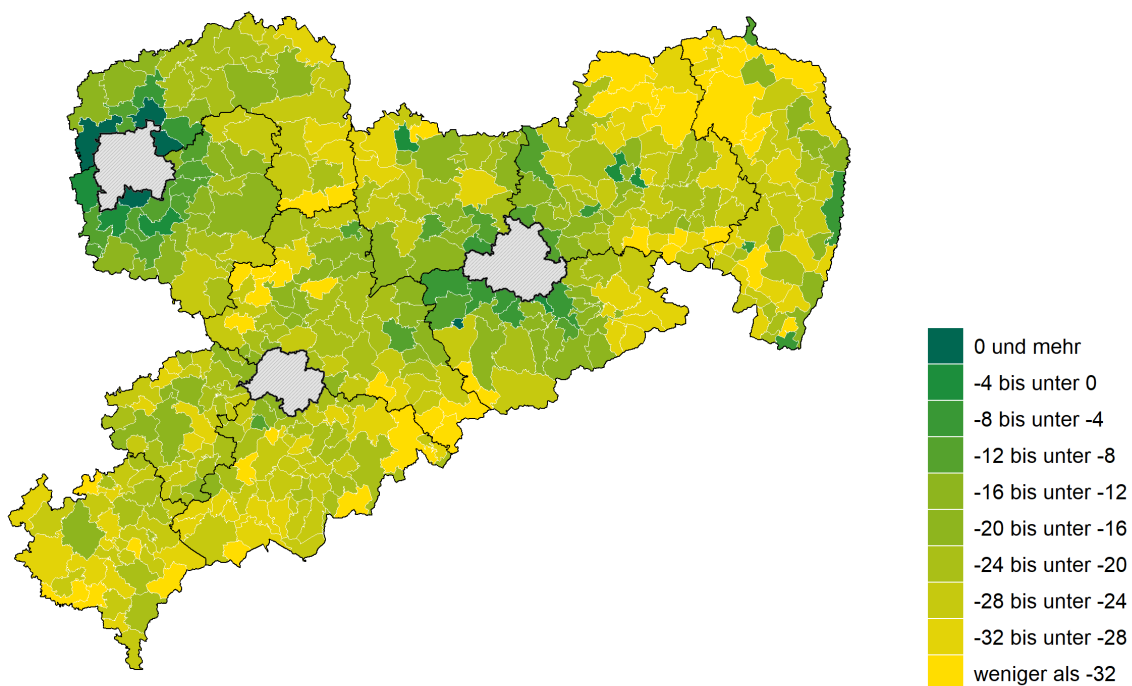 0 und mehr
-4 bis unter 0
-8 bis unter -4
-12 bis unter -8
-16 bis unter -12
-20 bis unter -16
-24 bis unter -20
-28 bis unter -24
-32 bis unter -28
weniger als -32